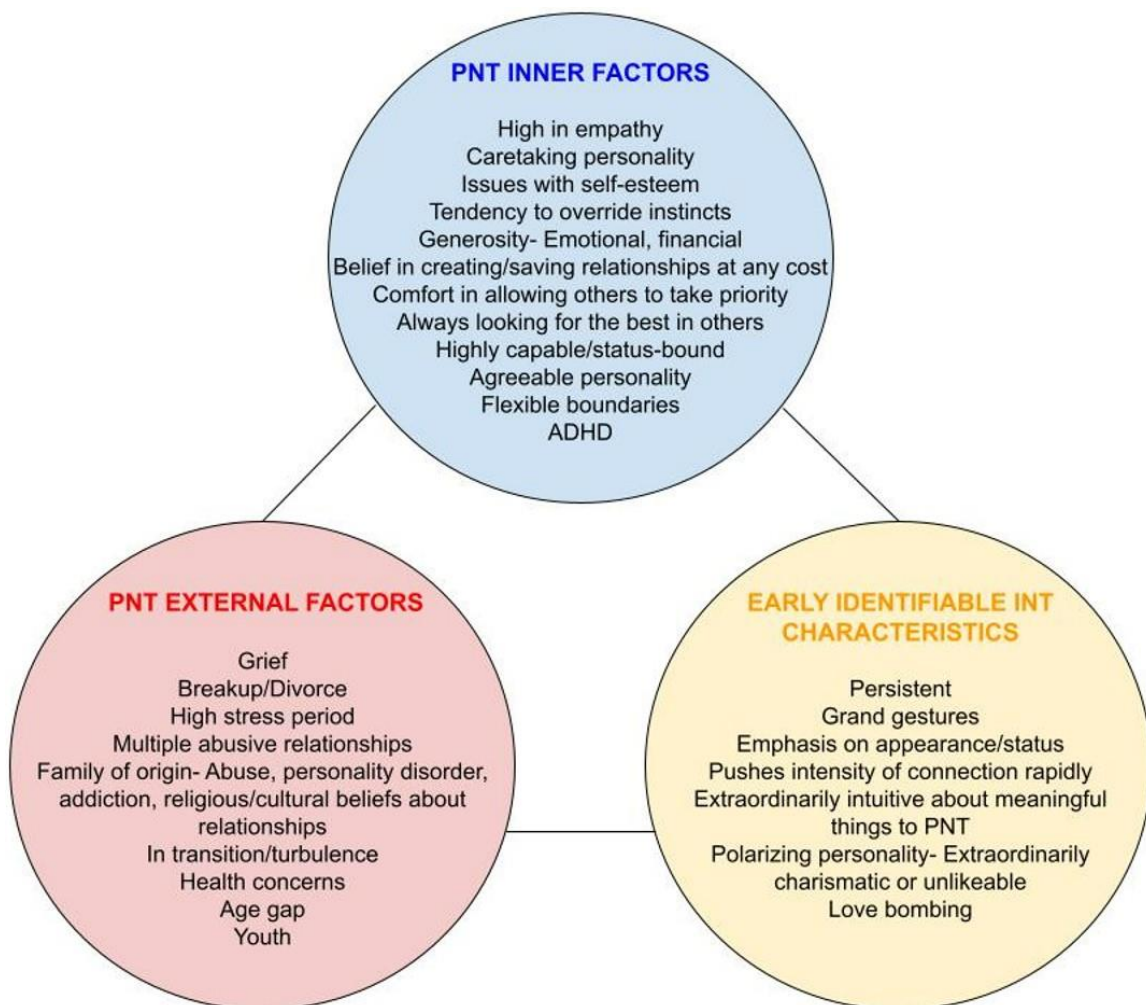 PNT INNER FACTORS
High in empathy
Caretaking personality
Issues with self-esteem
Tendency to override instincts
Generosity- Emotional, financial
Belief in creating/saving relationships at any cost
Comfort in allowing others to take priority
Always looking for the best in others
Highly capable/status-bound
Agreeable personality
Flexible boundaries
ADHD
PNT EXTERNAL FACTORS
Grief
Breakup/Divorce
High stress period
Multiple abusive relationships
Family of origin- Abuse, personality disorder,
addiction, religious/cultural beliefs about
relationships
In transition/turbulence
Health concerns
Age gap
Youth
EARLY IDENTIFIABLE INT
CHARACTERISTICS
Persistent
Grand gestures
Emphasis on appearance/status
Pushes intensity of connection rapidly
Extraordinarily intuitive about meaningful
things to PNT
Polarizing personality- Extraordinarily
charismatic or unlikeable
Love bombing